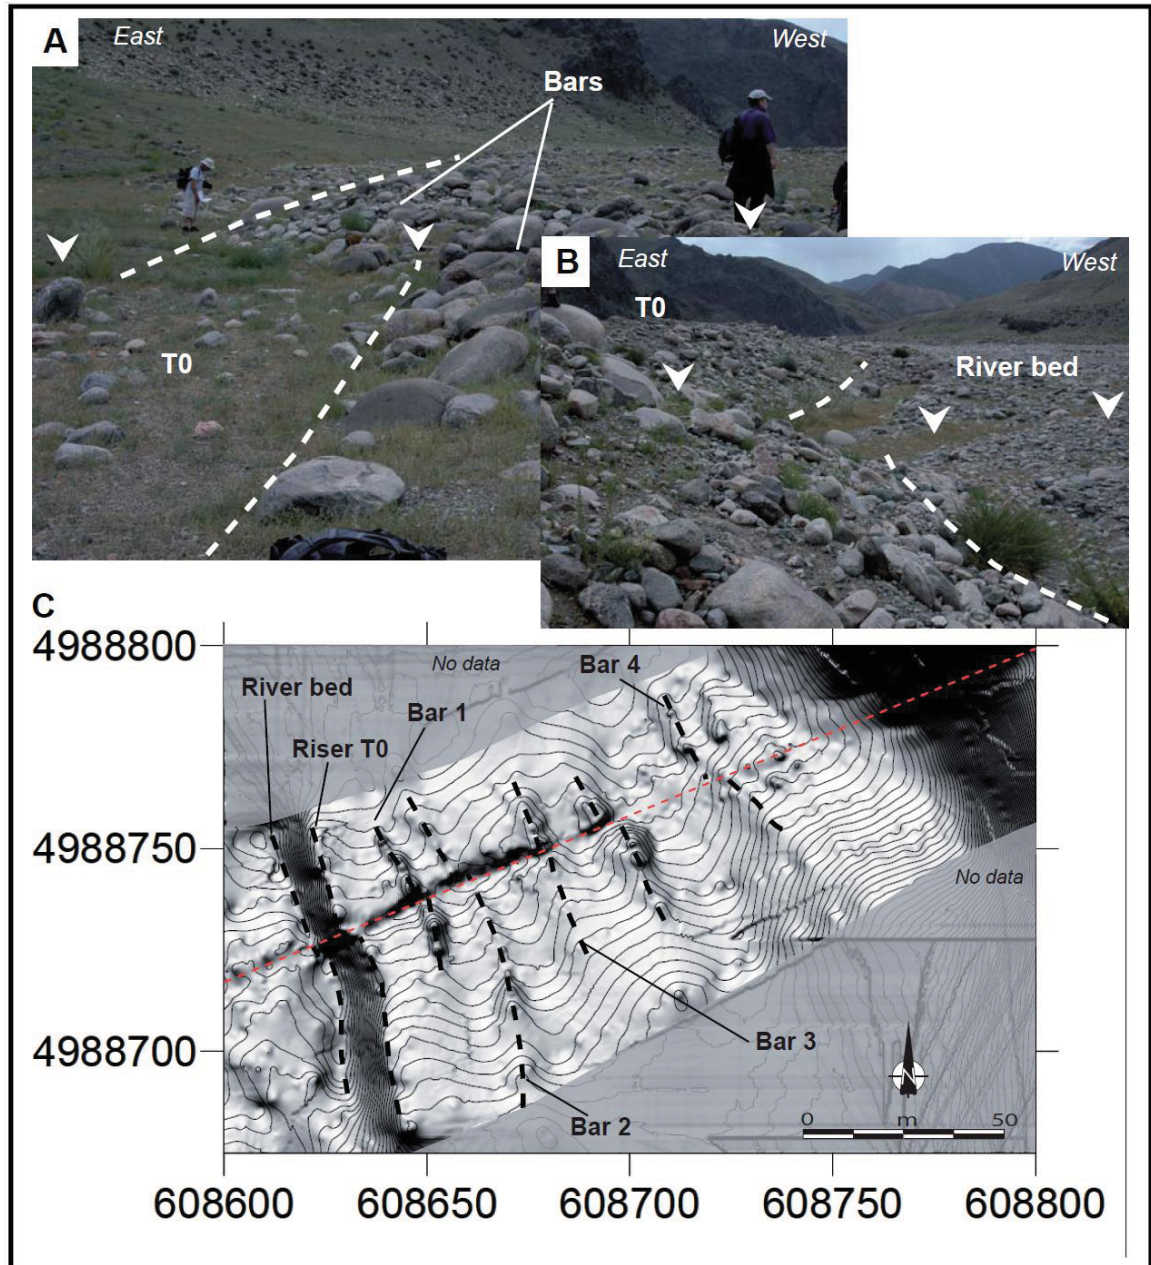 A
East
West
Bars
T0
B
East
West
T0
River bed
C
4988800
No data
Bar 4
River bed
Bar 1
Riser T0
4988750
No data
4988700
N
Bar 3
0 50
m
Bar 2
608600 608650 608700 608750 608800